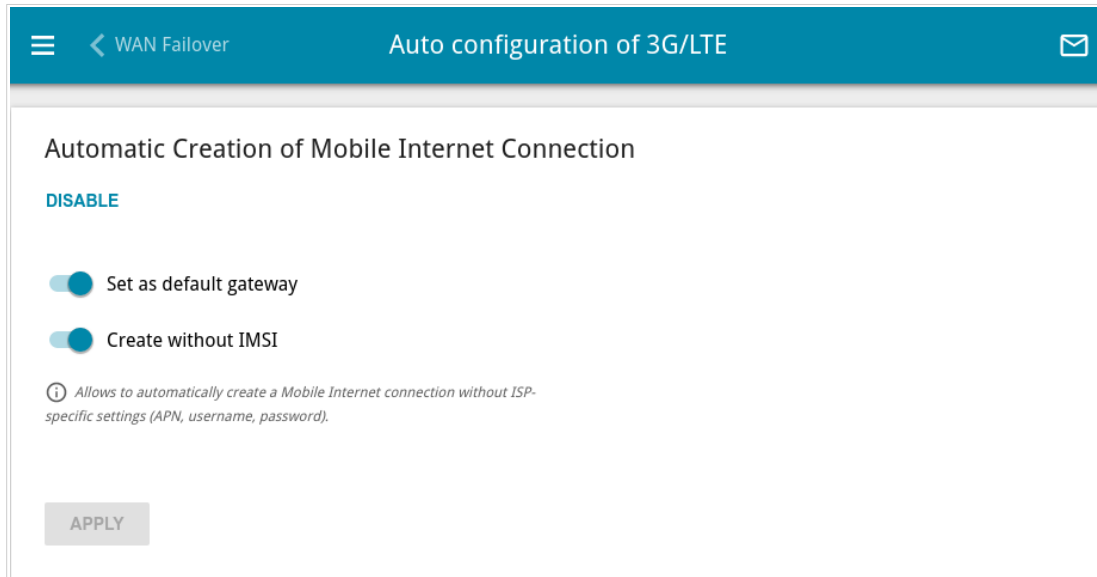 WAN Failover
Auto configuration of 3G/LTE
Automatic Creation of Mobile Internet Connection
DISABLE
Set as default gateway
Create without IMSI
Allows to automatically create a Mobile Internet connection without ISP-
specific settings (APN, username, password).
APPLY